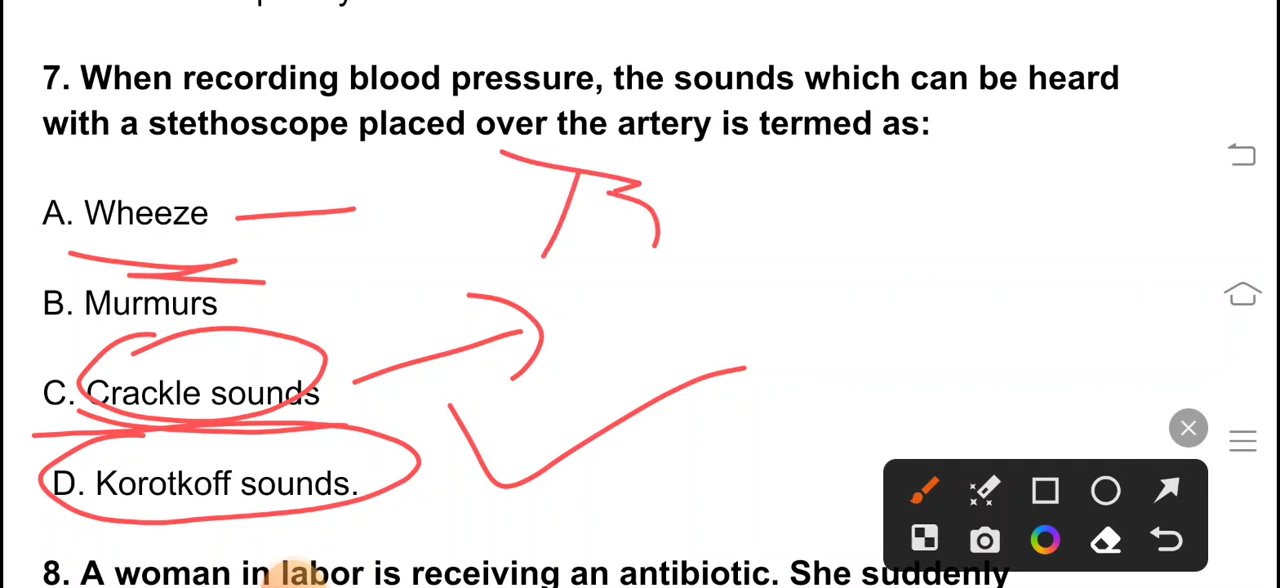 7. When recording blood pressure, the sounds which can be heard
with a stethoscope placed over the artery is termed as:
A. Wheeze
B. Murmurs
C. Crackle sounds
D. Korotkoff sounds.
8. A woman in labor is receiving an antibiotic. She suddenly